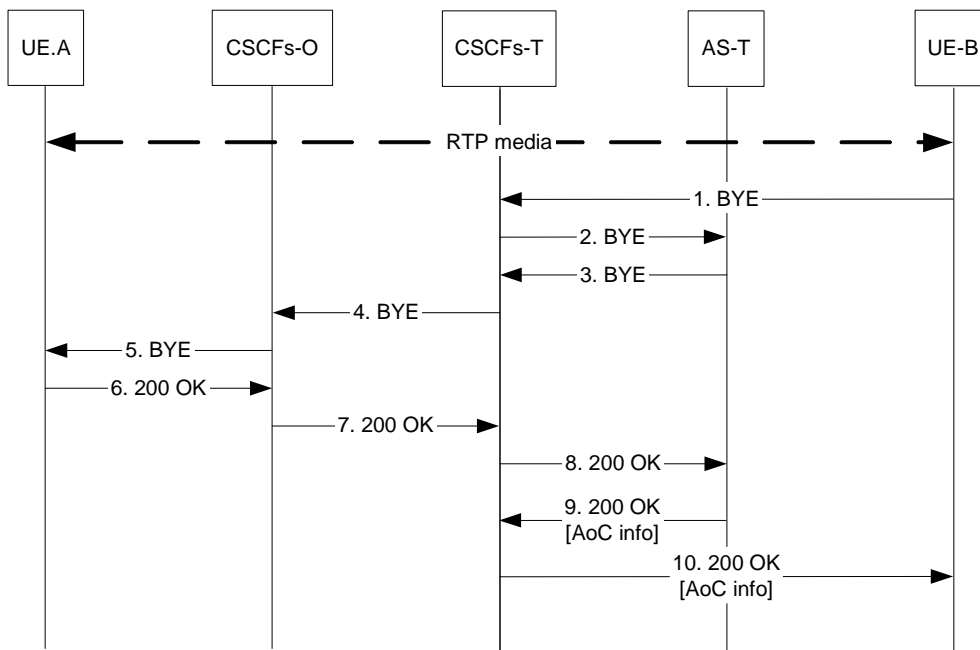 UE.A
CSCFs-O
CSCFs-T
AS-T
UE-B
RTP media
1. BYE
2. BYE
3. BYE
4. BYE
5. BYE
6. 200 OK
7. 200 OK
8. 200 OK
9. 200 OK
[AoC info]
10. 200 OK
[AoC info]